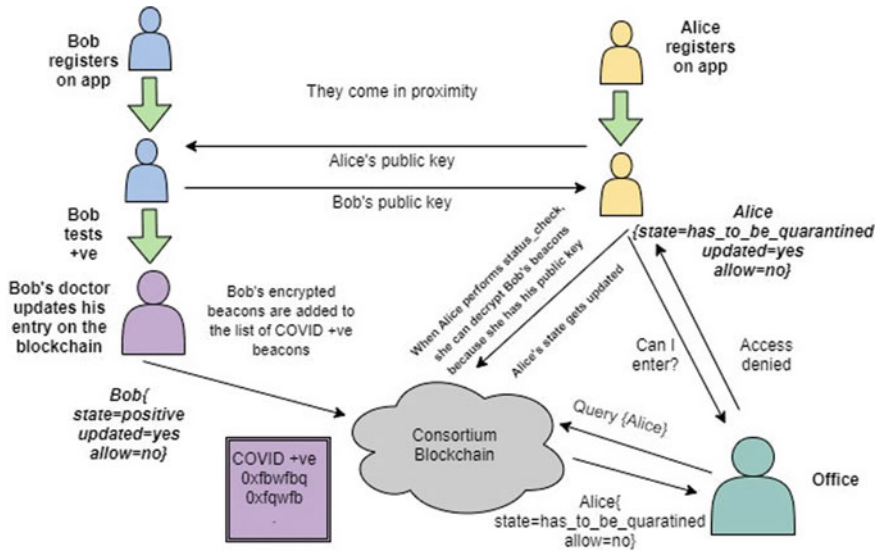 Bob
registers
on app
Alice
registers
on app
They come in proximity
Alice's public key
Bob's public key
Bob
tests
+ve
Alice
{state=has_to_be_quarantined
updated=yes
allow=no}
Bob's doctor
updates his
entry on the
blockchain
Bob's encrypted
beacons are added to
the list of COVID +ve
beacons
When Alice performs status_check,
she can decrypt Bob's beacons
because she has his public key
Alice's state gets updated
Can I
enter?
Access
denied
Bob{
state=positive
updated=yes
allow=no}
COVID +ve
0xfbwfbq
0xfqwfb
.
Consortium
Blockchain
Query {Alice}
Alice{
state=has_to_be_quaratined
allow=no}
Office